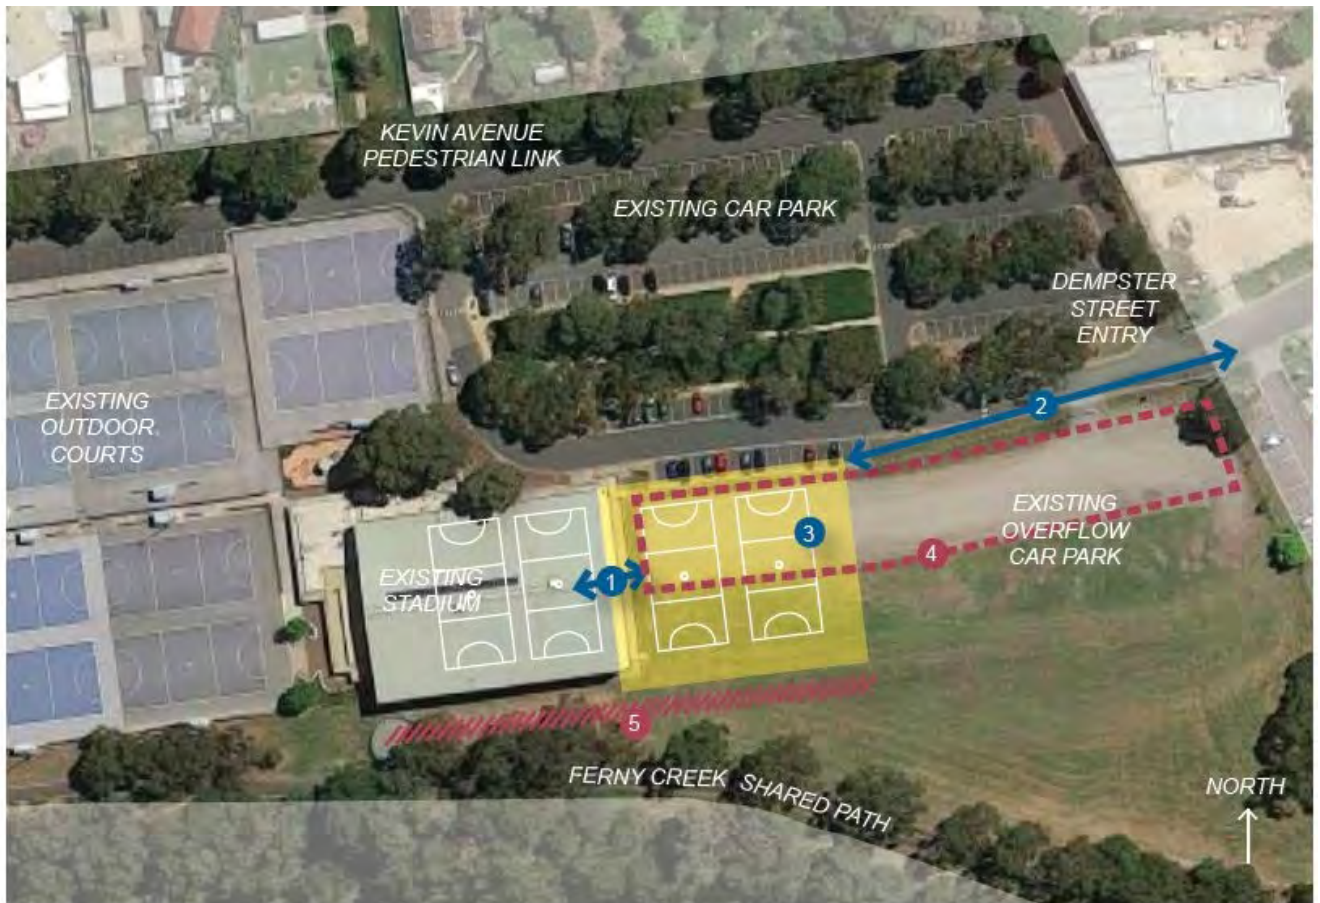 KEVIN AVENUE
PEDESTRIAN LINK
EXISTING CAR PARK
DEMPSTER
STREET
ENTRY
2
EXISTING
OUTDOOR
COURTS
EXISTING
OVERFLOW
CAR PARK
3
4
1
EXISTING
STADIUM
5
FERNY CREEK SHARED PATH
NORTH